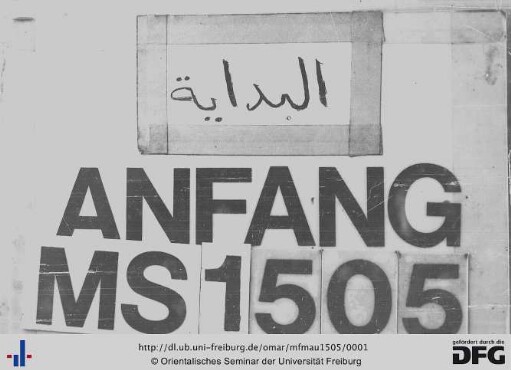 البداية
ANFANG
MS 1505
http://dl.ub.uni-freiburg.de/omar/mfmau1505/0001
© Orientalisches Seminar der Universität Freiburg
gefördert durch die
DFG